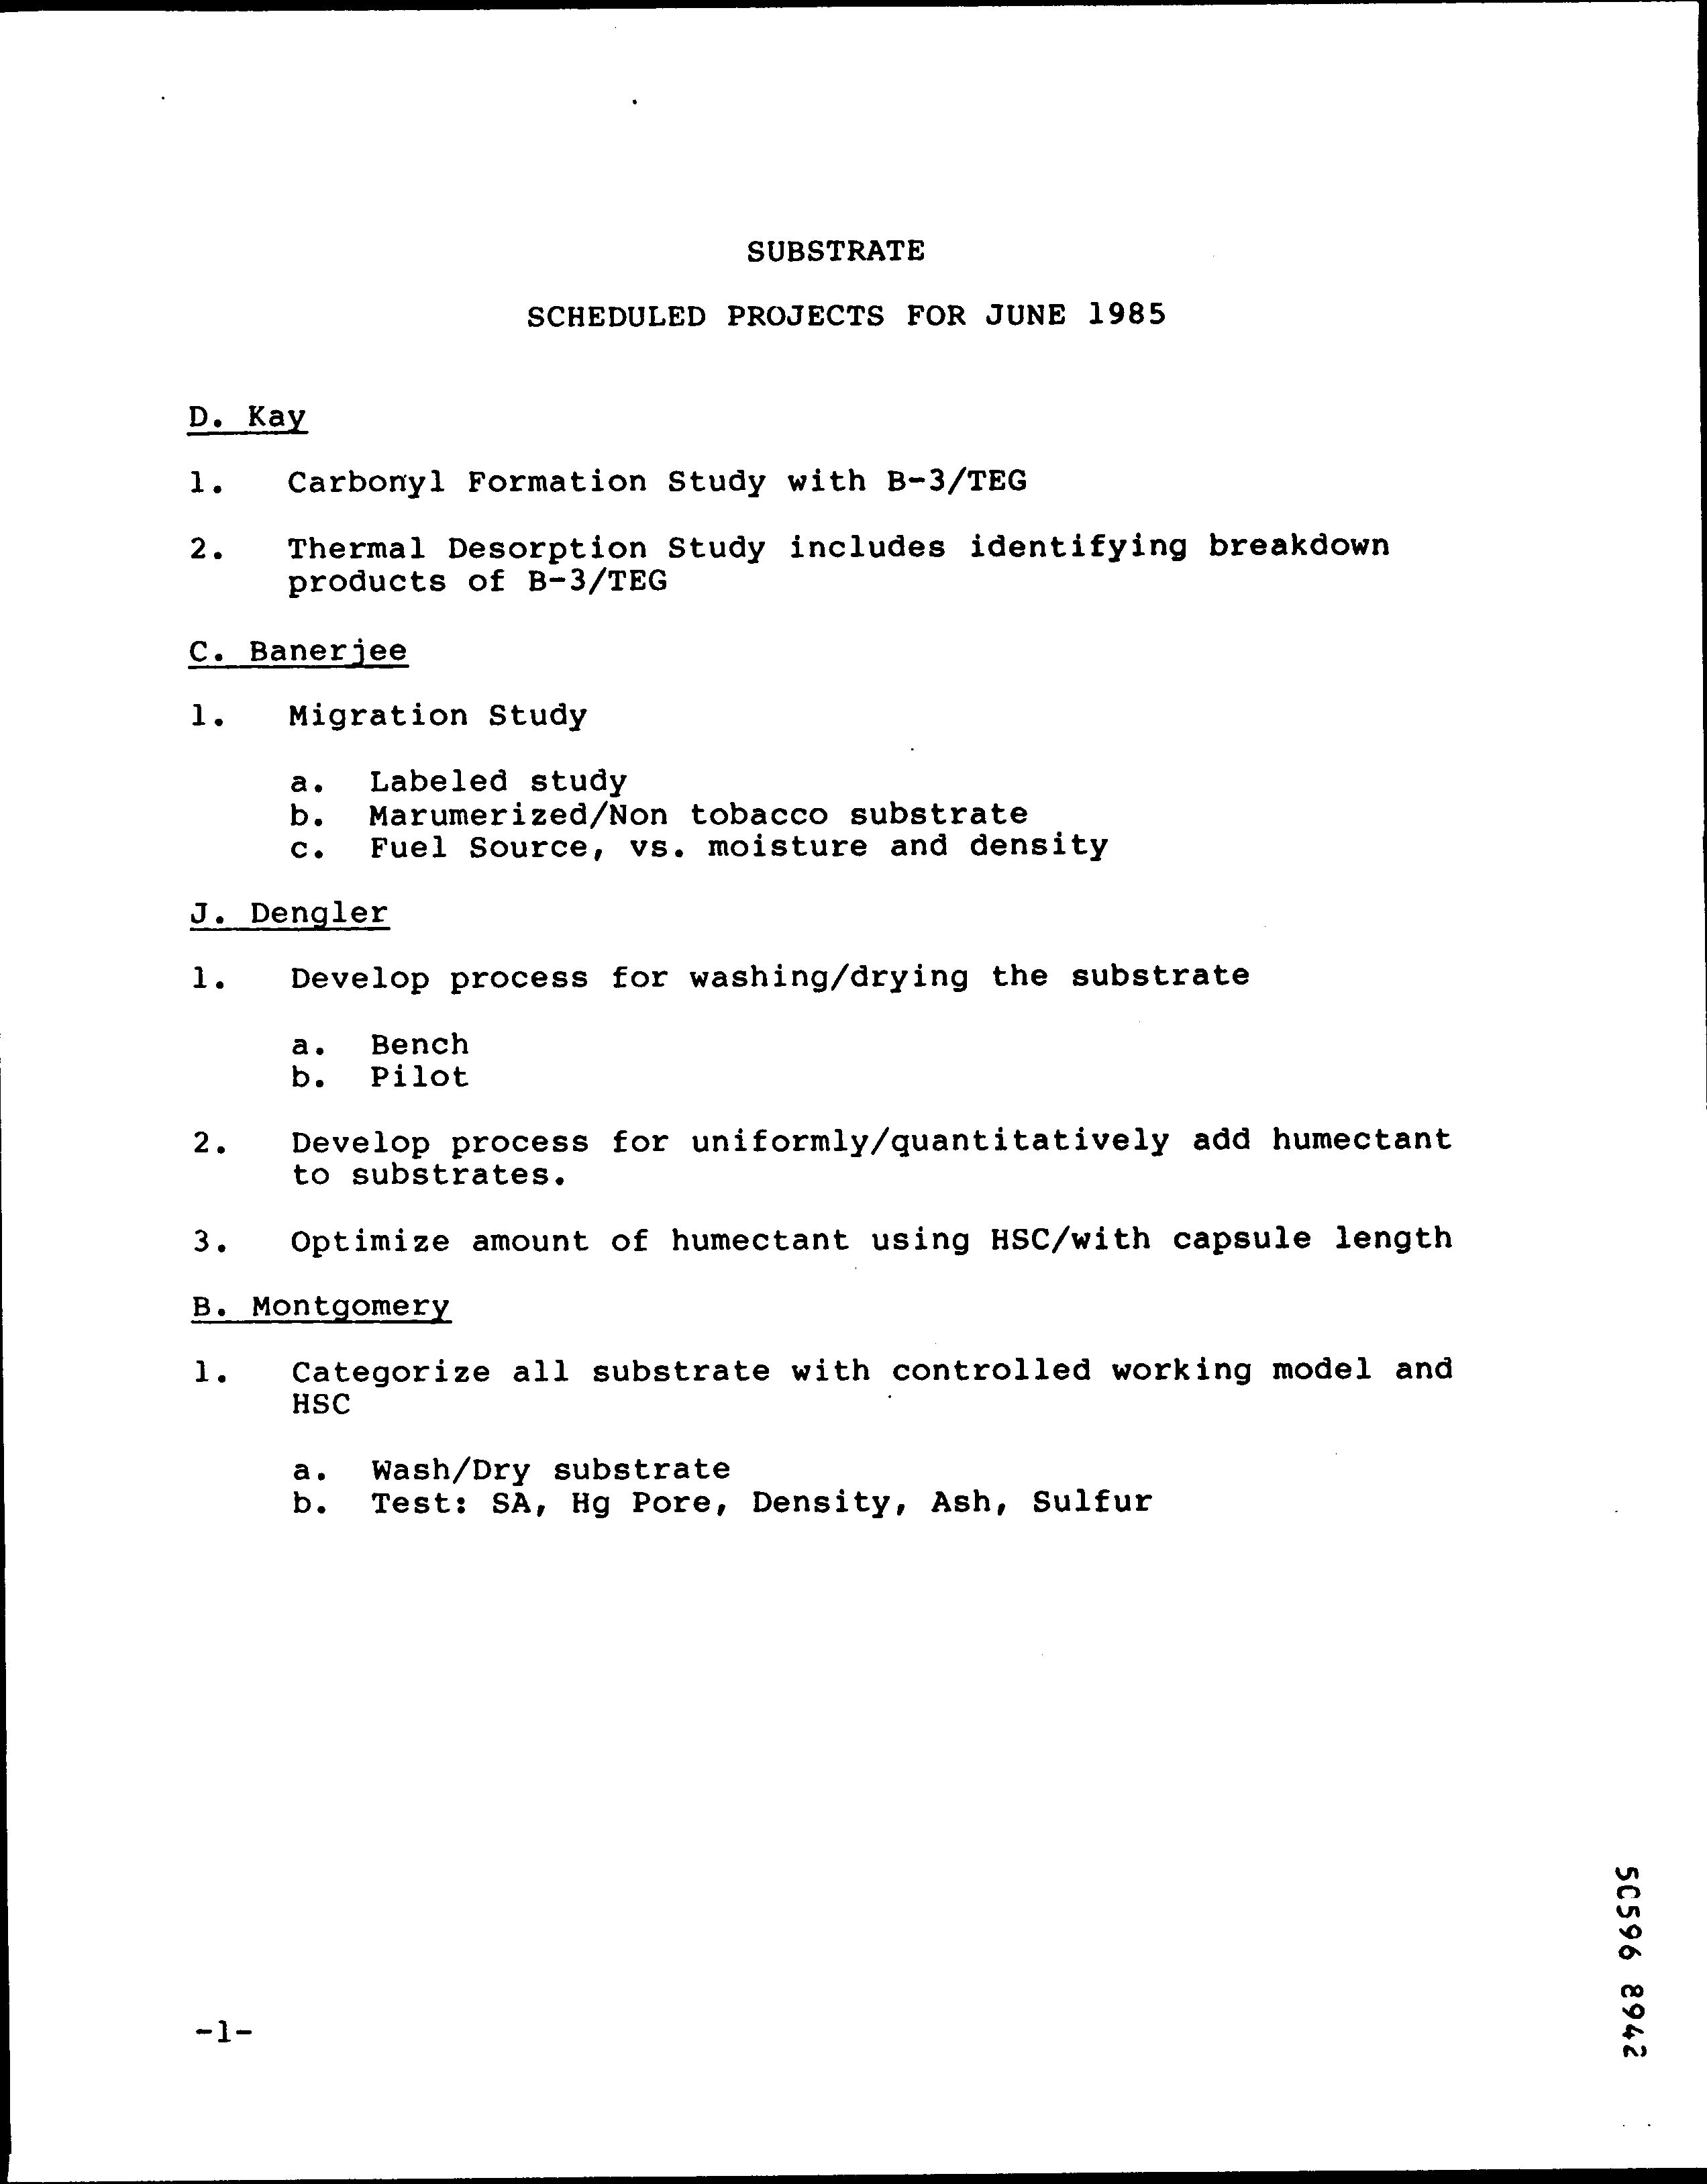 SUBSTRATE
SCHEDULED PROJECTS FOR JUNE 1985
D. Kay
1. Carbonyl Formation Study with B-3/TEG
2. Thermal Desorption Study includes identifying breakdown
products of B-3/TEG
C. Banerjee
1. Migration Study
a. Labeled study
b. Marumerized/Non tobacco substrate
c. Fuel Source, vs. moisture and density
J. Dengler
1. Develop process for washing/drying the substrate
a. Bench
b. Pilot
2. Develop process for uniformly/quantitatively add humectant
to substrates.
3. Optimize amount of humectant using HSC/with capsule length
B. Montgomery
1. Categorize all substrate with controlled working model and
HSC
a. Wash/Dry substrate
b. Test: SA, Hg Pore, Density, Ash, Sulfur
-1-
50596 8942